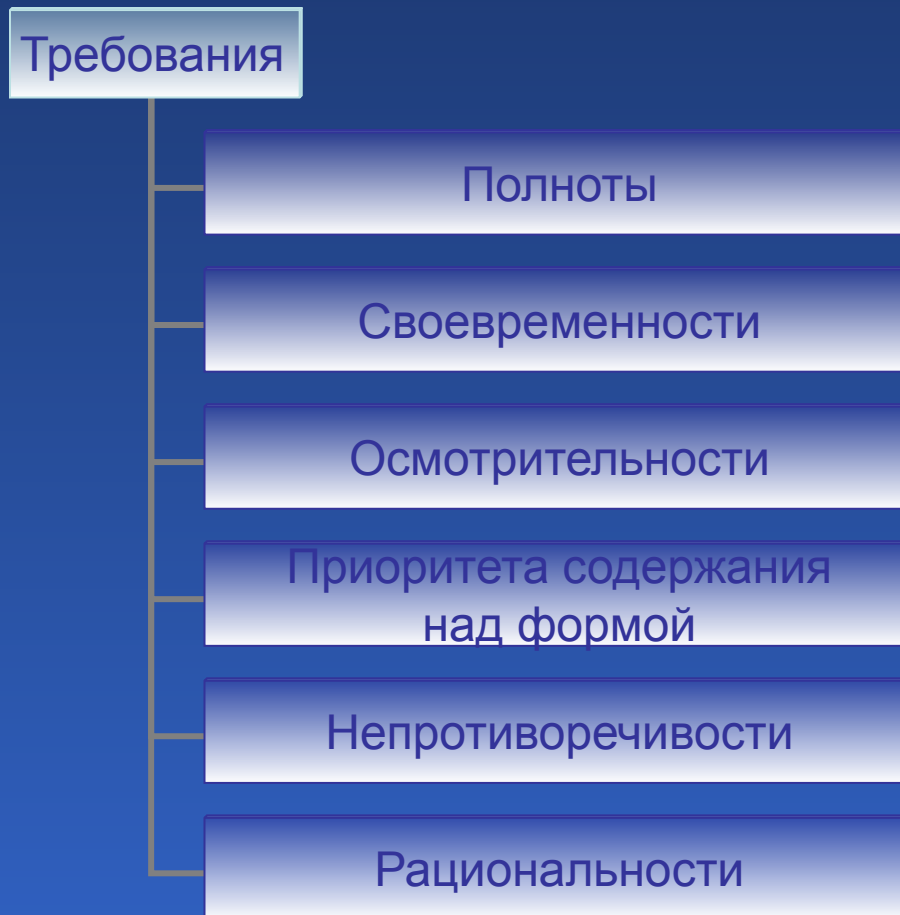 Требования
Полноты
Своевременности
Осмотрительности
Приоритета содержания
над формой
Непротиворечивости
Рациональности